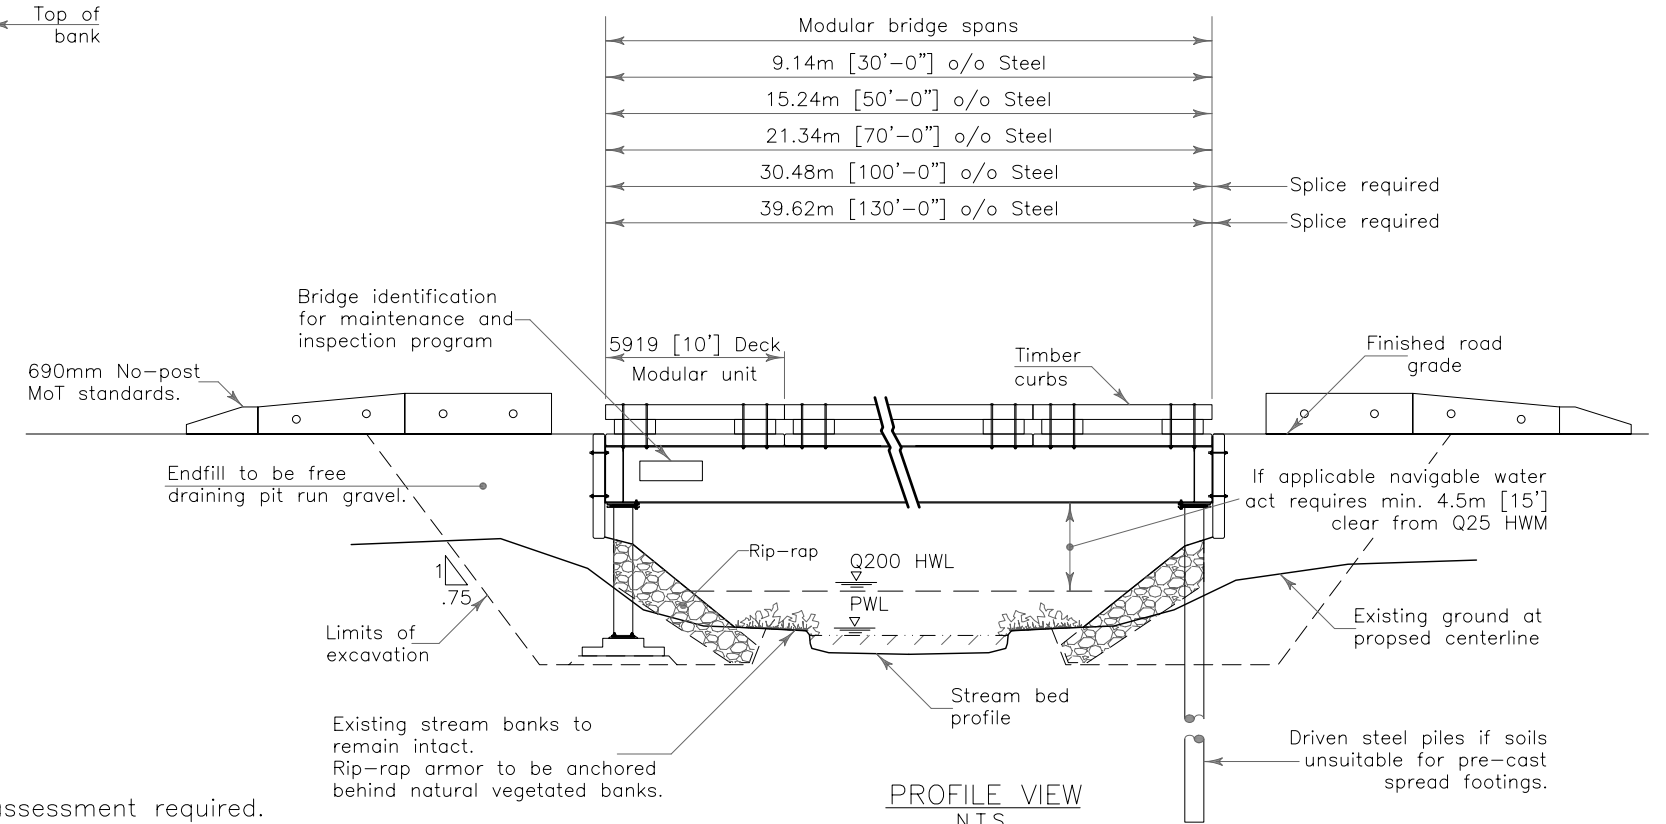 Top of
bank
Modular bridge spans
9.14m [30'-0"] o/o Steel
15.24m [50'-0"] o/o Steel
21.34m [70'-0"] o/o Steel
30.48m [100'-0"] o/o Steel
Splice required
39.62m [130'-0"] o/o Steel
Splice required
Bridge identification
for maintenance and
inspection program
5919 [10'] Deck
Modular unit
Timber
curbs
Finished road
grade
690mm No-post
MoT standards.
Endfill to be free
draining pit run gravel.
If applicable navigable water
act requires min. 4.5m [15']
clear from Q25 HWM
Rip-rap
Q200 HWL
PWL
1
.75
Limits of
excavation
Existing ground at
propsed centerline
Stream bed
profile
Existing stream banks to
remain intact.
Rip-rap armor to be anchored
behind natural vegetated banks.
Driven steel piles if soils
unsuitable for pre-cast
spread footings.
PROFILE VIEW
N.T.S.
assessment required.